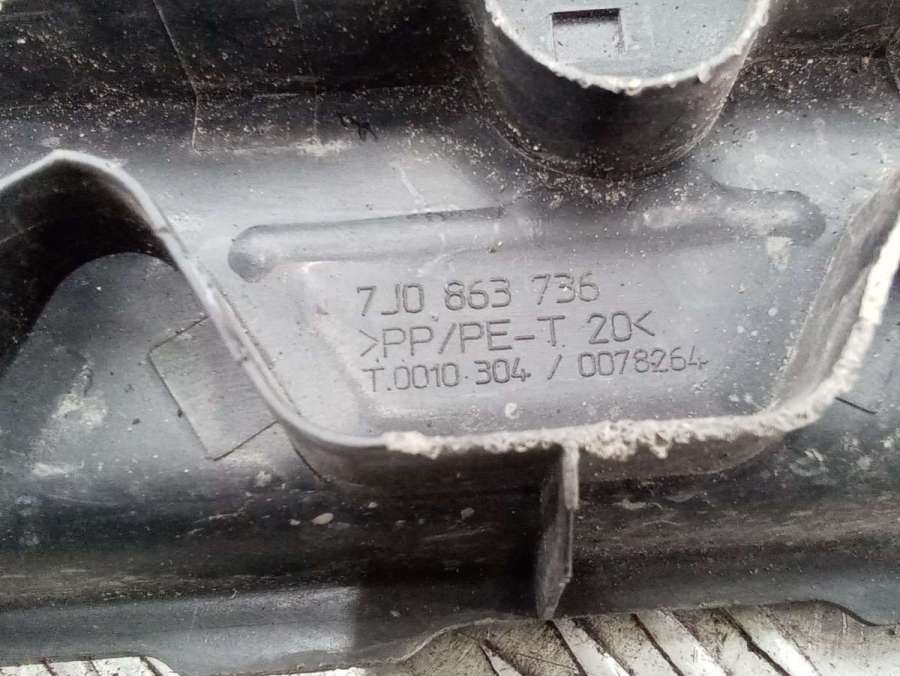 7J0 863 736
>PP/PE-T 20<
T.0010.304 / 0078264